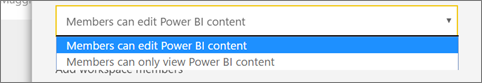 Members can edit Power BI content
Members can edit Power BI content
Members can only view Power BI content
Add workspace members